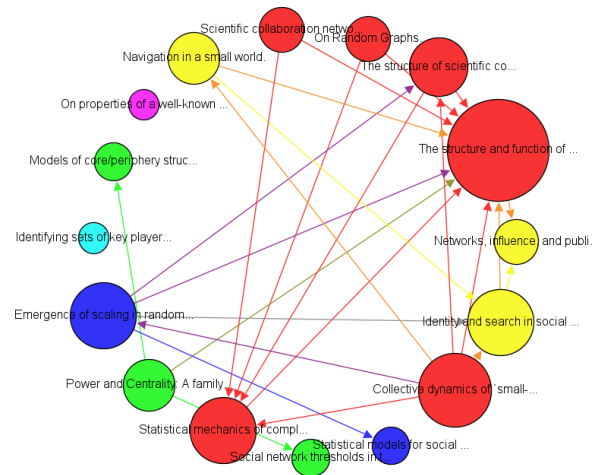 Scientific collaboration netwo...
On Random Graphs.
The structure of scientific co...
Navigation in a small world.
On properties of a well-known ...
The structure and function of ...
Models of core/periphery struc...
Identifying sets of key player...
Networks, influence, and publi...
Emergence of scaling in random...
Identity and search in social ...
Power and Centrality: A family ...
Collective dynamics of `small-...
Statistical mechanics of compl...
Statistical models for social ...
Social network thresholds in t...